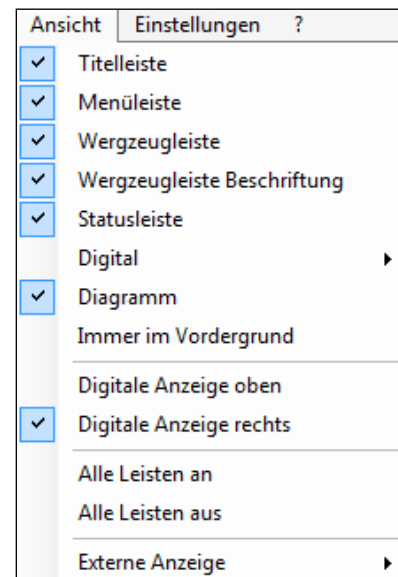 Ansicht Einstellungen ?
Titelleiste
Menüleiste
Wergzeugleiste
Wergzeugleiste Beschriftung
Statusleiste
Digital
Diagramm
Immer im Vordergrund
Digitale Anzeige oben
Digitale Anzeige rechts
Alle Leisten an
Alle Leisten aus
Externe Anzeige